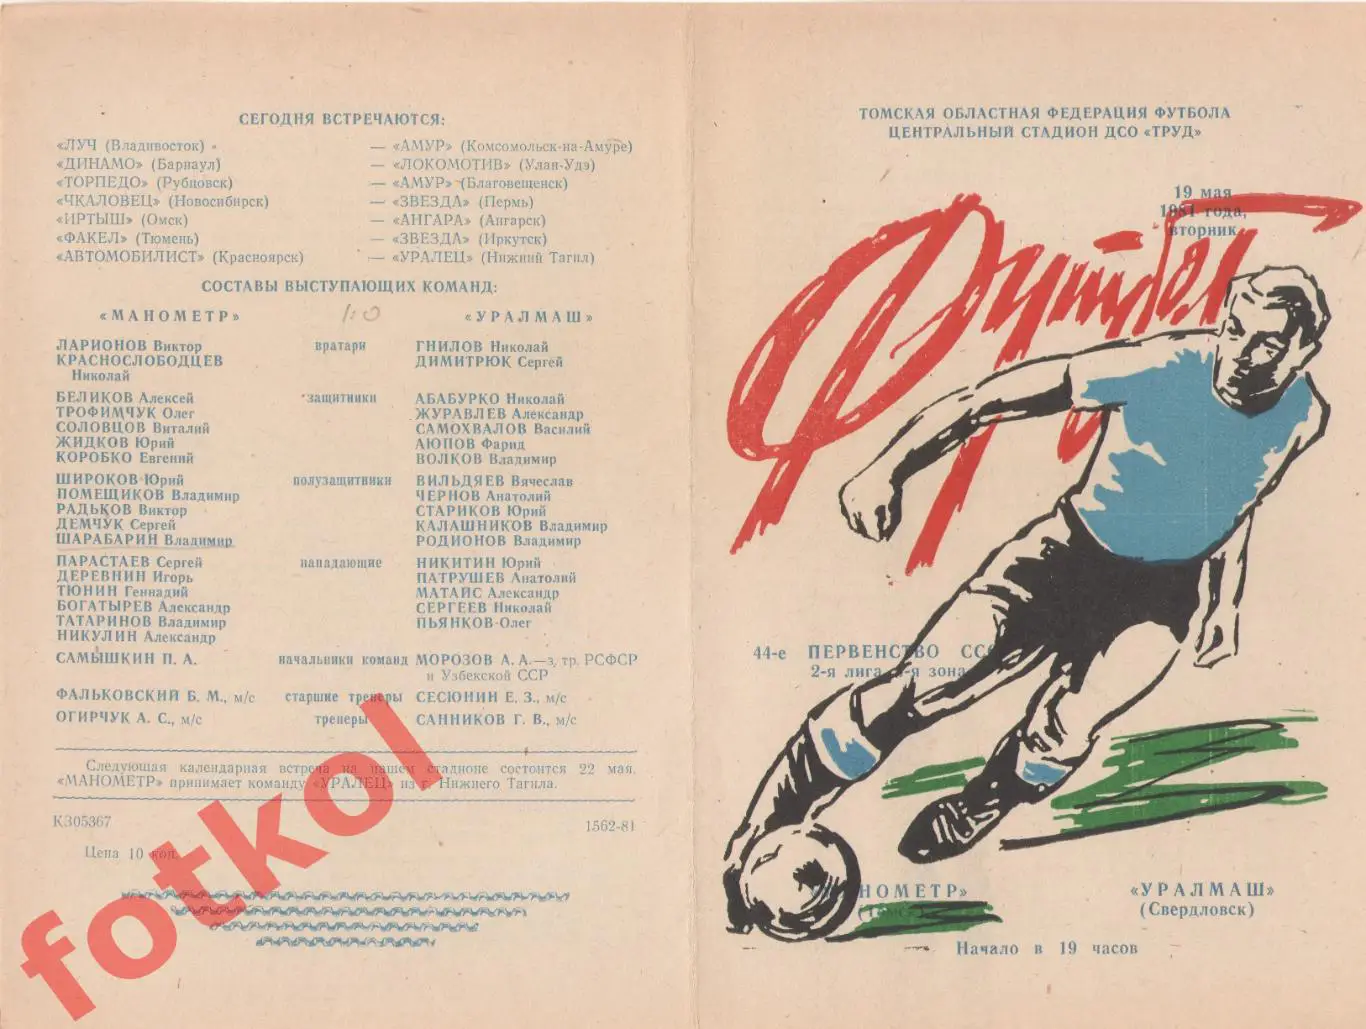 СЕГОДНЯ ВСТРЕЧАЮТСЯ:
«ЛУЧ (Владивосток) — «АМУР» (Комсомольск-на-Амуре)
«ДИНАМО» (Барнаул) — «ЛОКОМОТИВ» (Улан-Удэ)
«ТОРПЕДО» (Рубцовск) — «АМУР» (Благовещенск)
«ЧКАЛОВЕЦ» (Новосибирск) — «ЗВЕЗДА» (Пермь)
«ИРТЫШ» (Омск) — «АНГАРА» (Ангарск)
«ФАКЕЛ» (Тюмень) — «ЗВЕЗДА» (Иркутск)
«АВТОМОБИЛИСТ» (Красноярск) — «УРАЛЕЦ» (Нижний Тагил)
СОСТАВЫ ВЫСТУПАЮЩИХ КОМАНД:
«МАНОМЕТР» 1:0 «УРАЛМАШ»
ЛАРИОНОВ Виктор вратари ГНИЛОВ Николай
КРАСНОСЛОБОДЦЕВ ДИМИТРЮК Сергей
Николай
БЕЛИКОВ Алексей защитники АБАБУРКО Николай
ТРОФИМЧУК Олег ЖУРАВЛЕВ Александр
СОЛОВЦОВ Виталий САМОХВАЛОВ Василий
ЖИДКОВ Юрий АЮПОВ Фарид
КОРОБКО Евгений ВОЛКОВ Владимир
ШИРОКОВ Юрий полузащитники ВИЛЬДЯЕВ Вячеслав
ПОМЕЩИКОВ Владимир ЧЕРНОВ Анатолий
РАДЬКОВ Виктор СТАРИКОВ Юрий
ДЕМЧУК Сергей КАЛАШНИКОВ Владимир
ШАРАБАРИН Владимир РОДИОНОВ Владимир
ПАРАСТАЕВ Сергей нападающие НИКИТИН Юрий
ДЕРЕВНИН Игорь ПАТРУШЕВ Анатолий
ТЮНИН Геннадий МАТАЙС Александр
БОГАТЫРЕВ Александр СЕРГЕЕВ Николай
ТАТАРИНОВ Владимир ПЬЯНКОВ Олег
НИКУЛИН Александр
САМЫШКИН П. А. начальники команд МОРОЗОВ А. А.—з, тр. РСФСР
и Узбекской ССР
ФАЛЬКОВСКИЙ Б. М., м/с старшие тренеры СЕСЮНИН Е. З., м/с
ОГИРЧУК А. С., м/с тренеры САННИКОВ Г. В., м/с
Следующая календарная встреча на нашем стадионе состоится 22 мая.
«МАНОМЕТР» принимает команду «УРАЛЕЦ» из г. Нижнего Тагила.
К305367 1562-81
Цена 10 коп.
fotkol
ТОМСКАЯ ОБЛАСТНАЯ ФЕДЕРАЦИЯ ФУТБОЛА
ЦЕНТРАЛЬНЫЙ СТАДИОН ДСО «ТРУД»
19 мая
1981 года,
вторник
Футбол
44-е ПЕРВЕНСТВО
2-я лига зона
«УРАЛМАШ»
(Свердловск)
Начало в 19 часов